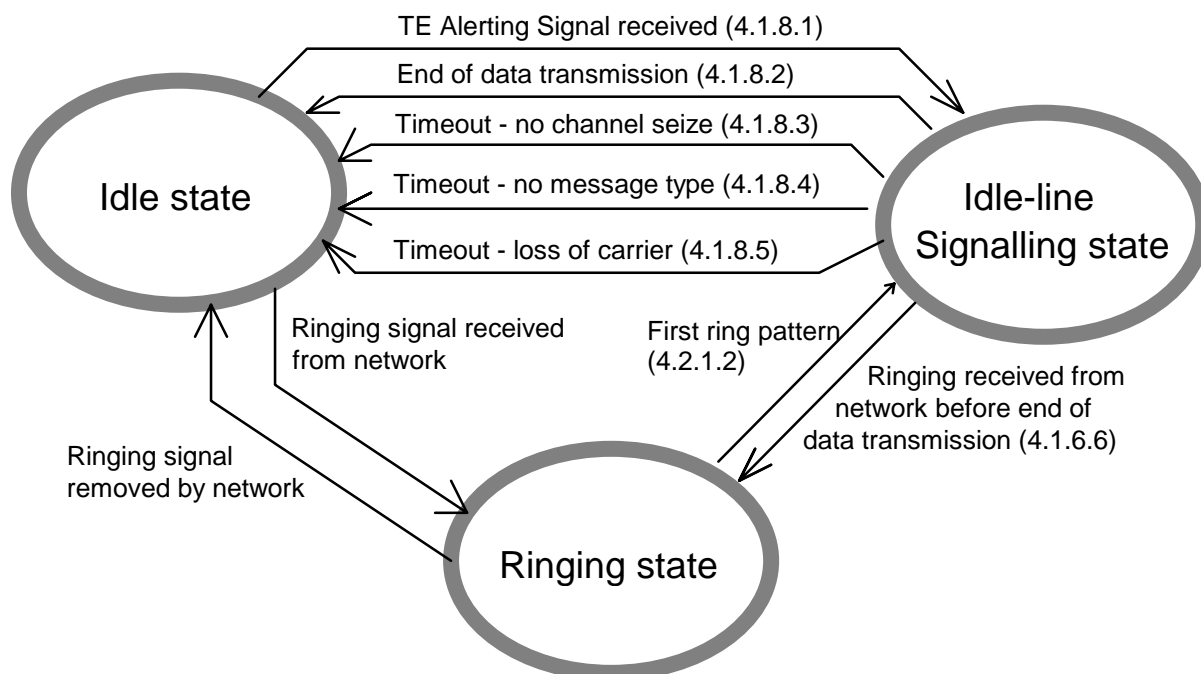 TE Alerting Signal received (4.1.8.1)
End of data transmission (4.1.8.2)
Timeout - no channel seize (4.1.8.3)
Timeout - no message type (4.1.8.4)
Timeout - loss of carrier (4.1.8.5)
Idle state
Idle-line
Signalling state
Ringing signal received
from network
First ring pattern
(4.2.1.2)
Ringing received from
network before end of
data transmission (4.1.6.6)
Ringing signal
removed by network
Ringing state